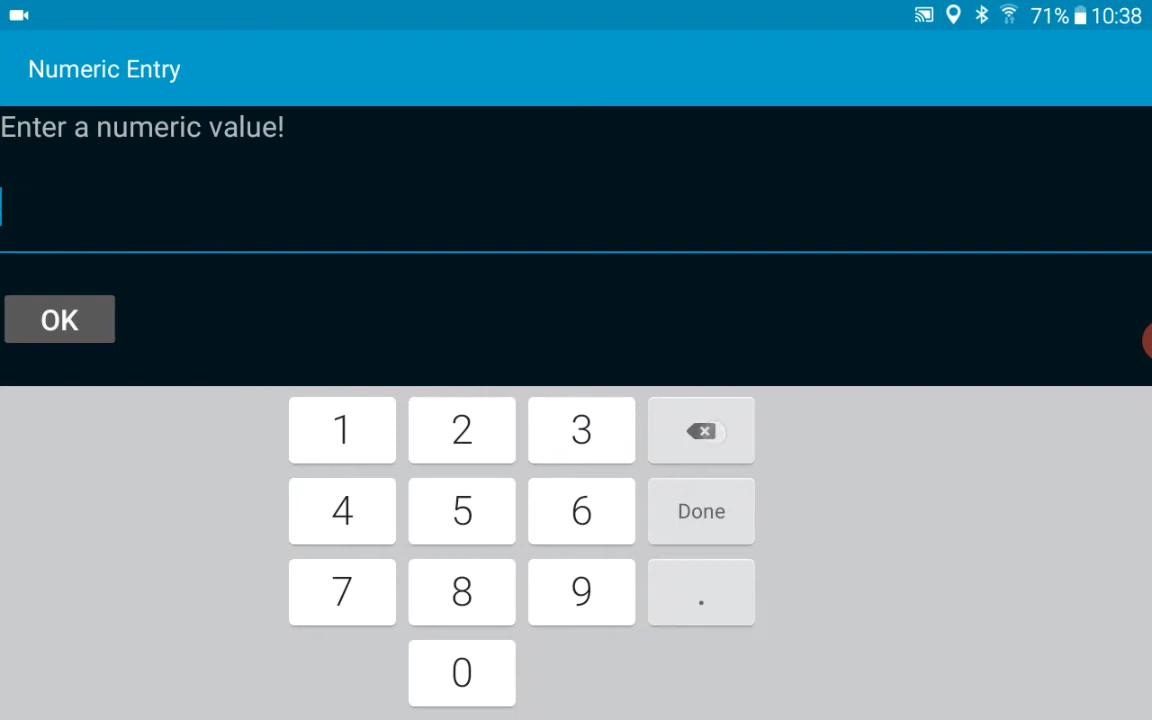 71% 10:38
Numeric Entry
Enter a numeric value!
OK
1 2 3
4 5 6 Done
7 8 9 .
0